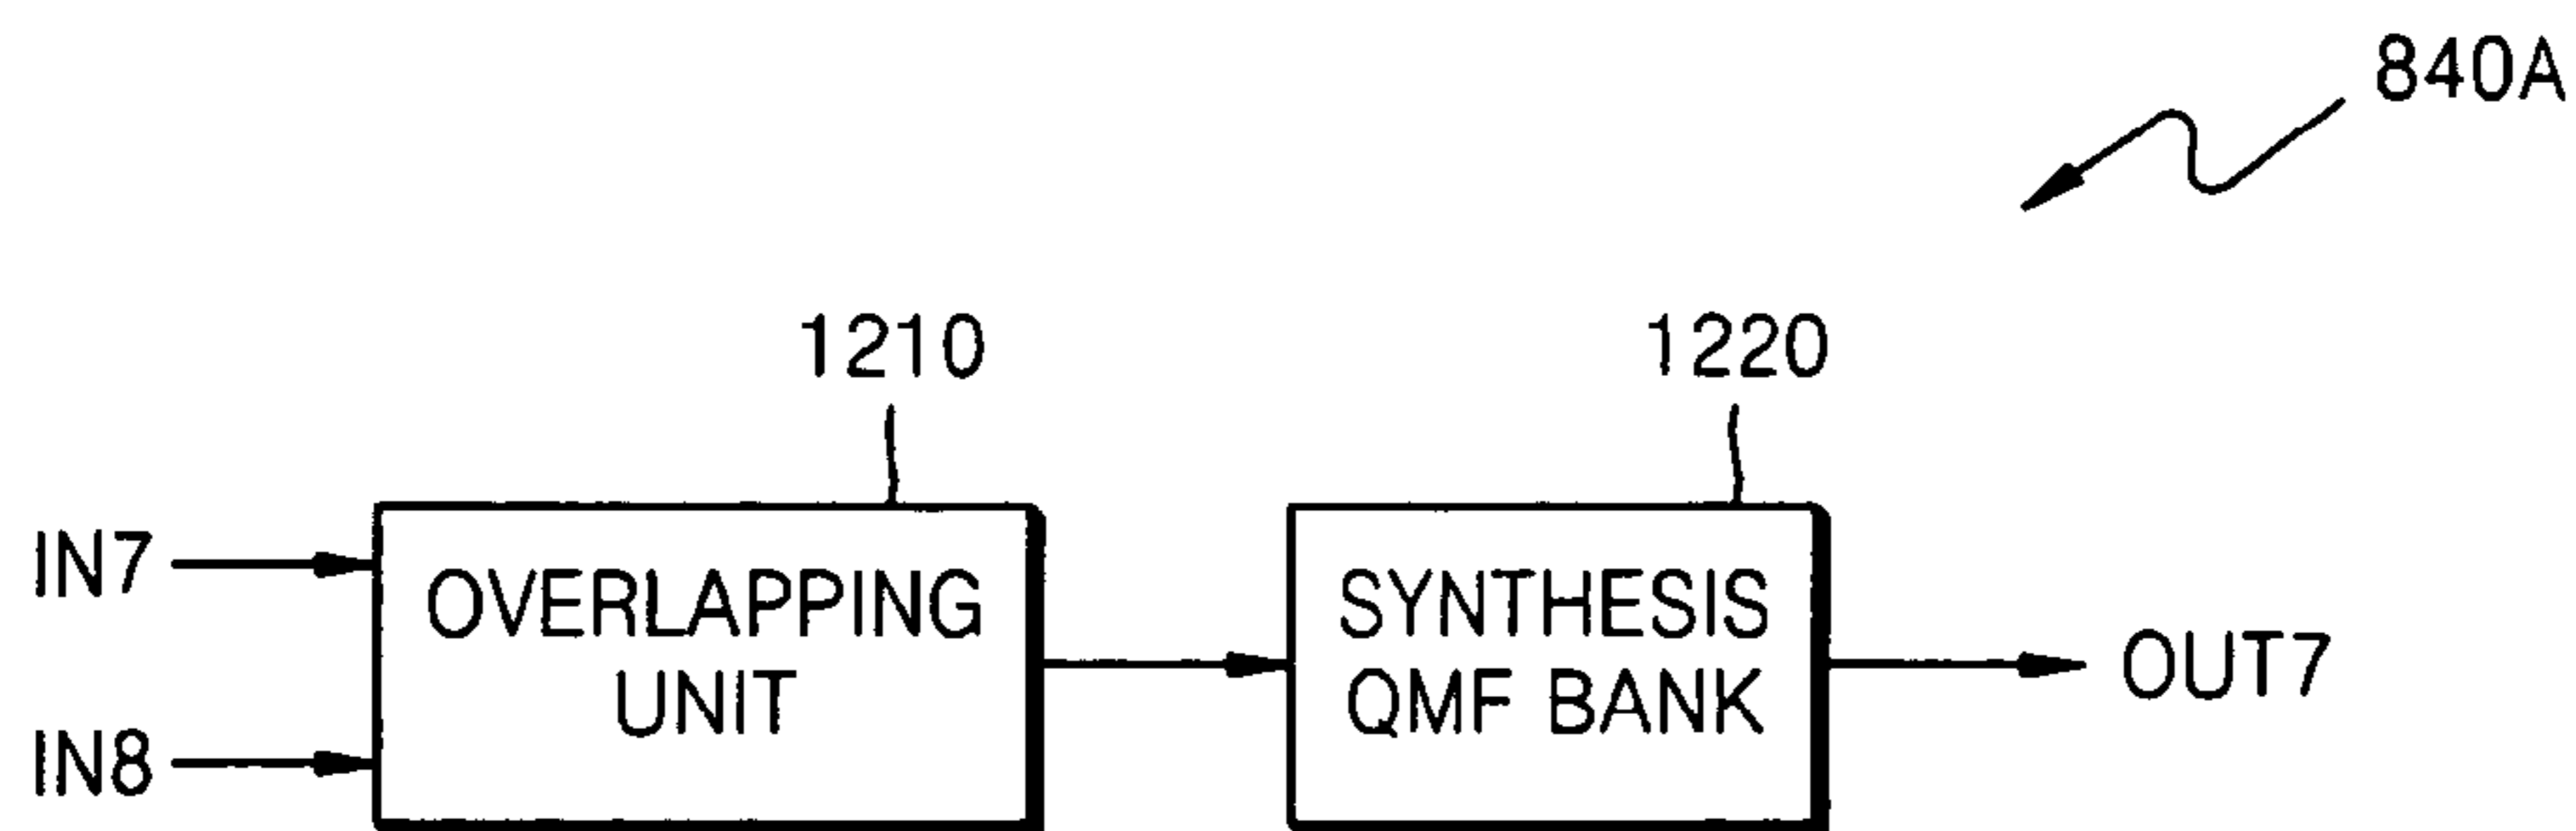 840A
1210
1220
IN7
IN8
OVERLAPPING
UNIT
SYNTHESIS
QMF BANK
OUT7